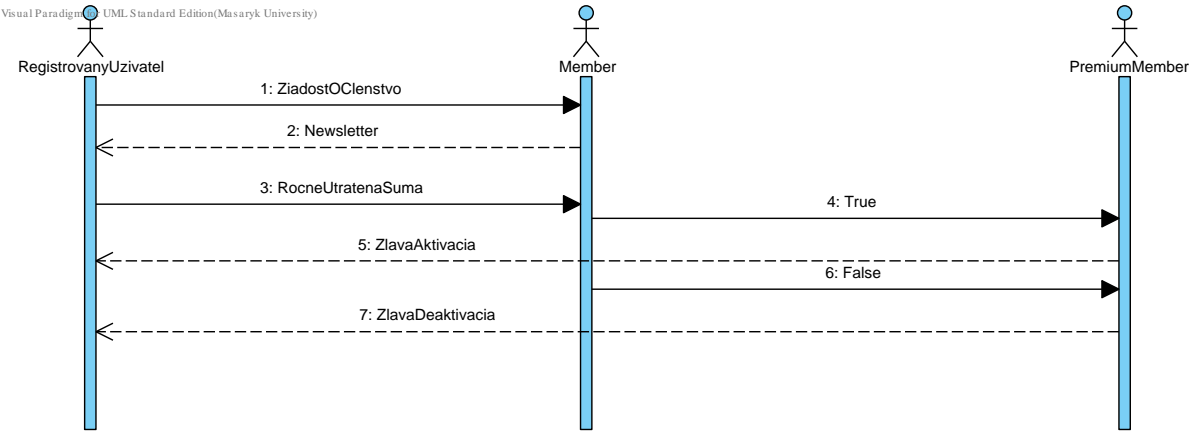 Visual Paradigm for UML Standard Edition(Masaryk University)
RegistrovanyUzivatel
Member
PremiumMember
1: ZiadostOClenstvo
2: Newsletter
3: RocneUtratenaSuma
4: True
5: ZlavaAktivacia
6: False
7: ZlavaDeaktivacia